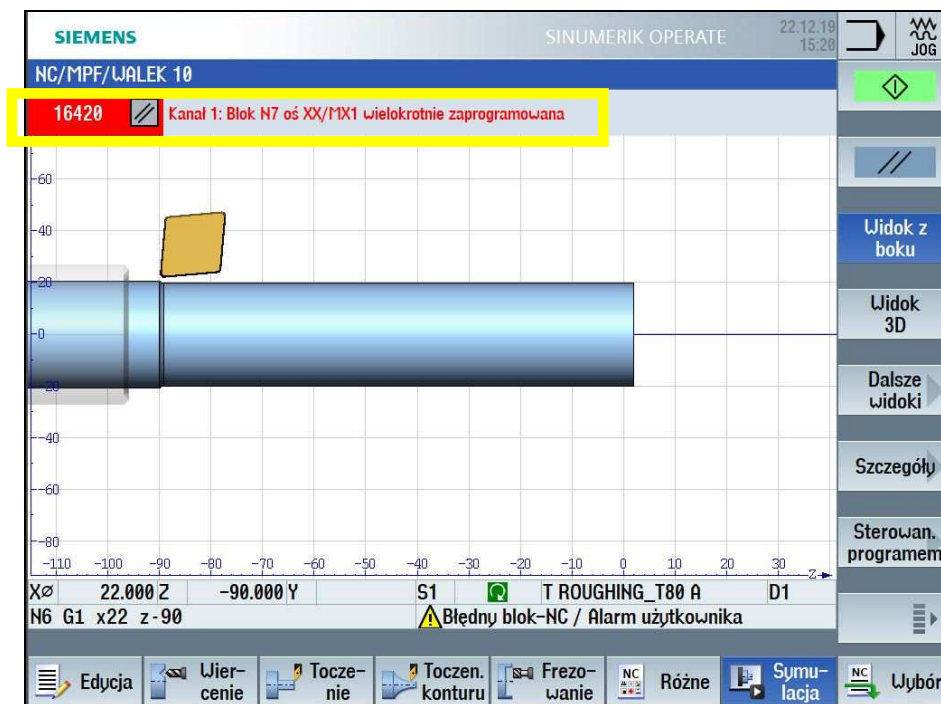 SIEMENS
SINUMERIK OPERATE
22.12.19
15:20
JOG
NC/MPF/WALEK 10
16420
Kanał 1: Blok N7 oś XX/MX1 wielokrotnie zaprogramowana
60
40
20
0
-20
-40
-60
-80
-110 -100 -90 -80 -70 -60 -50 -40 -30 -20 -10 0 10 20 30 Z
Widok z
boku
Widok
3D
Dalsze
widoki
Szczegóły
Sterowan.
programem
XØ 22.000 Z -90.000 Y S1 T ROUGHING_T80 A D1
N6 G1 x22 z-90
Błędny blok-NC / Alarm użytkownika
Edycja
Wier-
cenie
Tocze-
nie
Toczen.
konturu
Frezo-
wanie
NC
Różne
Symu-
lacja
NC
Wybór